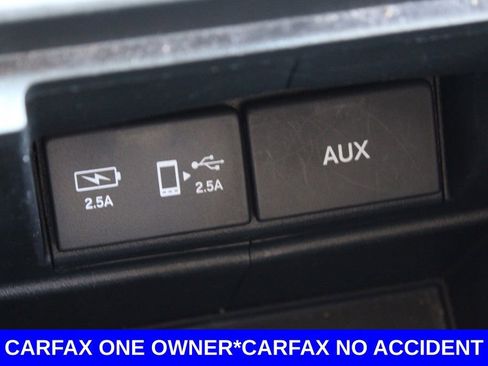 AUX
2.5A
2.5A
CARFAX ONE OWNER*CARFAX NO ACCIDENT